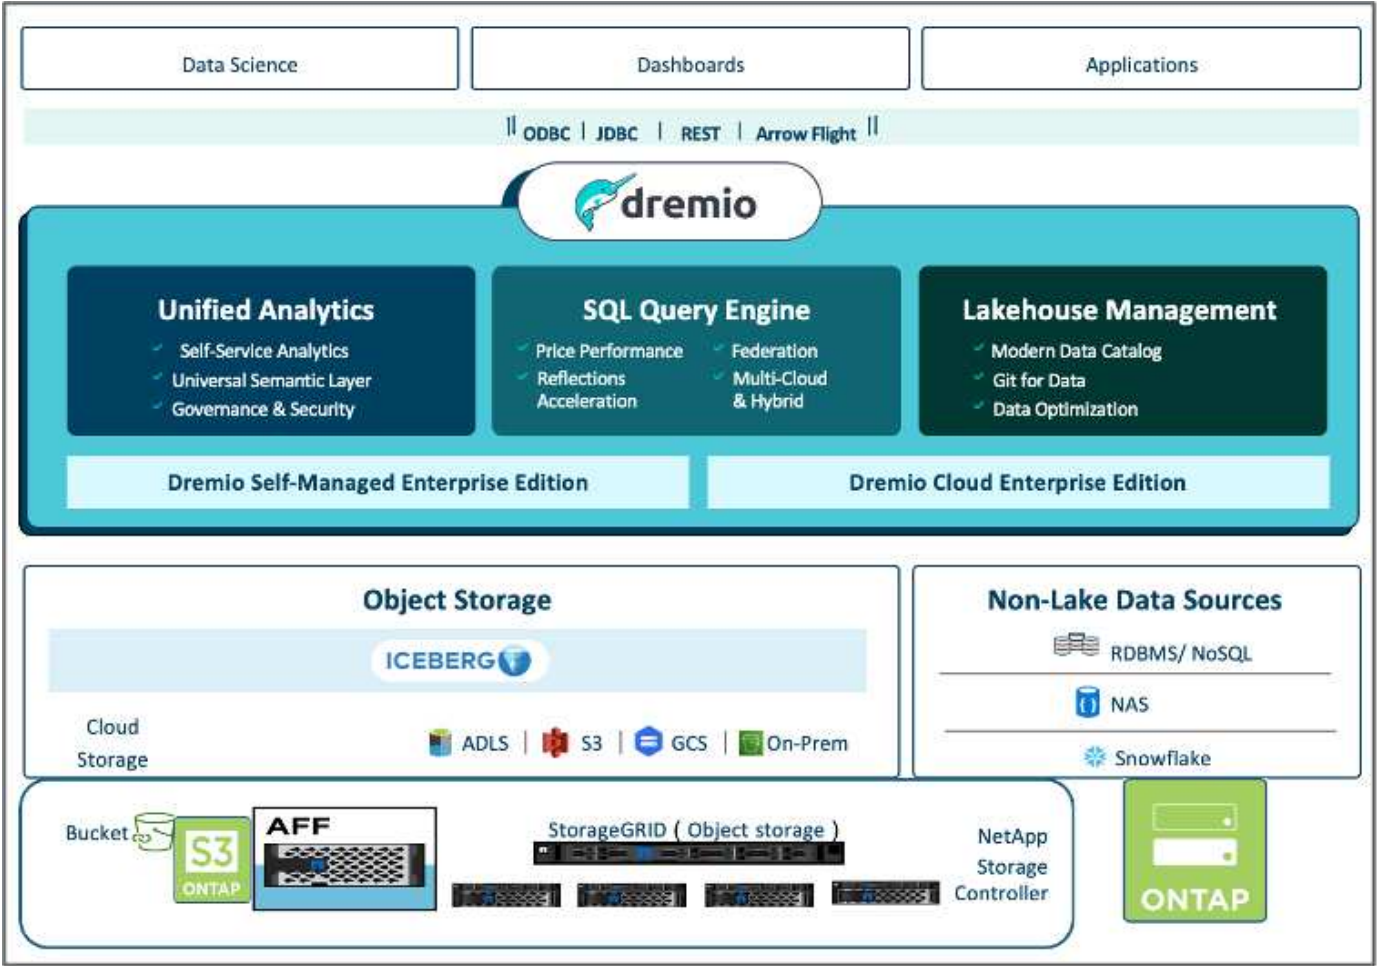 Data Science
Dashboards
Applications
|| ODBC | JDBC | REST | Arrow Flight ||
dremio
Unified Analytics
Self-Service Analytics
Universal Semantic Layer
Governance & Security
SQL Query Engine
Price Performance
Reflections
Acceleration
Federation
Multi-Cloud
& Hybrid
Lakehouse Management
Modern Data Catalog
Git for Data
Data Optimization
Dremio Self-Managed Enterprise Edition
Dremio Cloud Enterprise Edition
Object Storage
ICEBERG
Cloud
Storage
ADLS | S3 | GCS | On-Prem
Non-Lake Data Sources
RDBMS/ NoSQL
NAS
Snowflake
Bucket
S3
ONTAP
AFF
StorageGRID ( Object storage )
NetApp
Storage
Controller
ONTAP